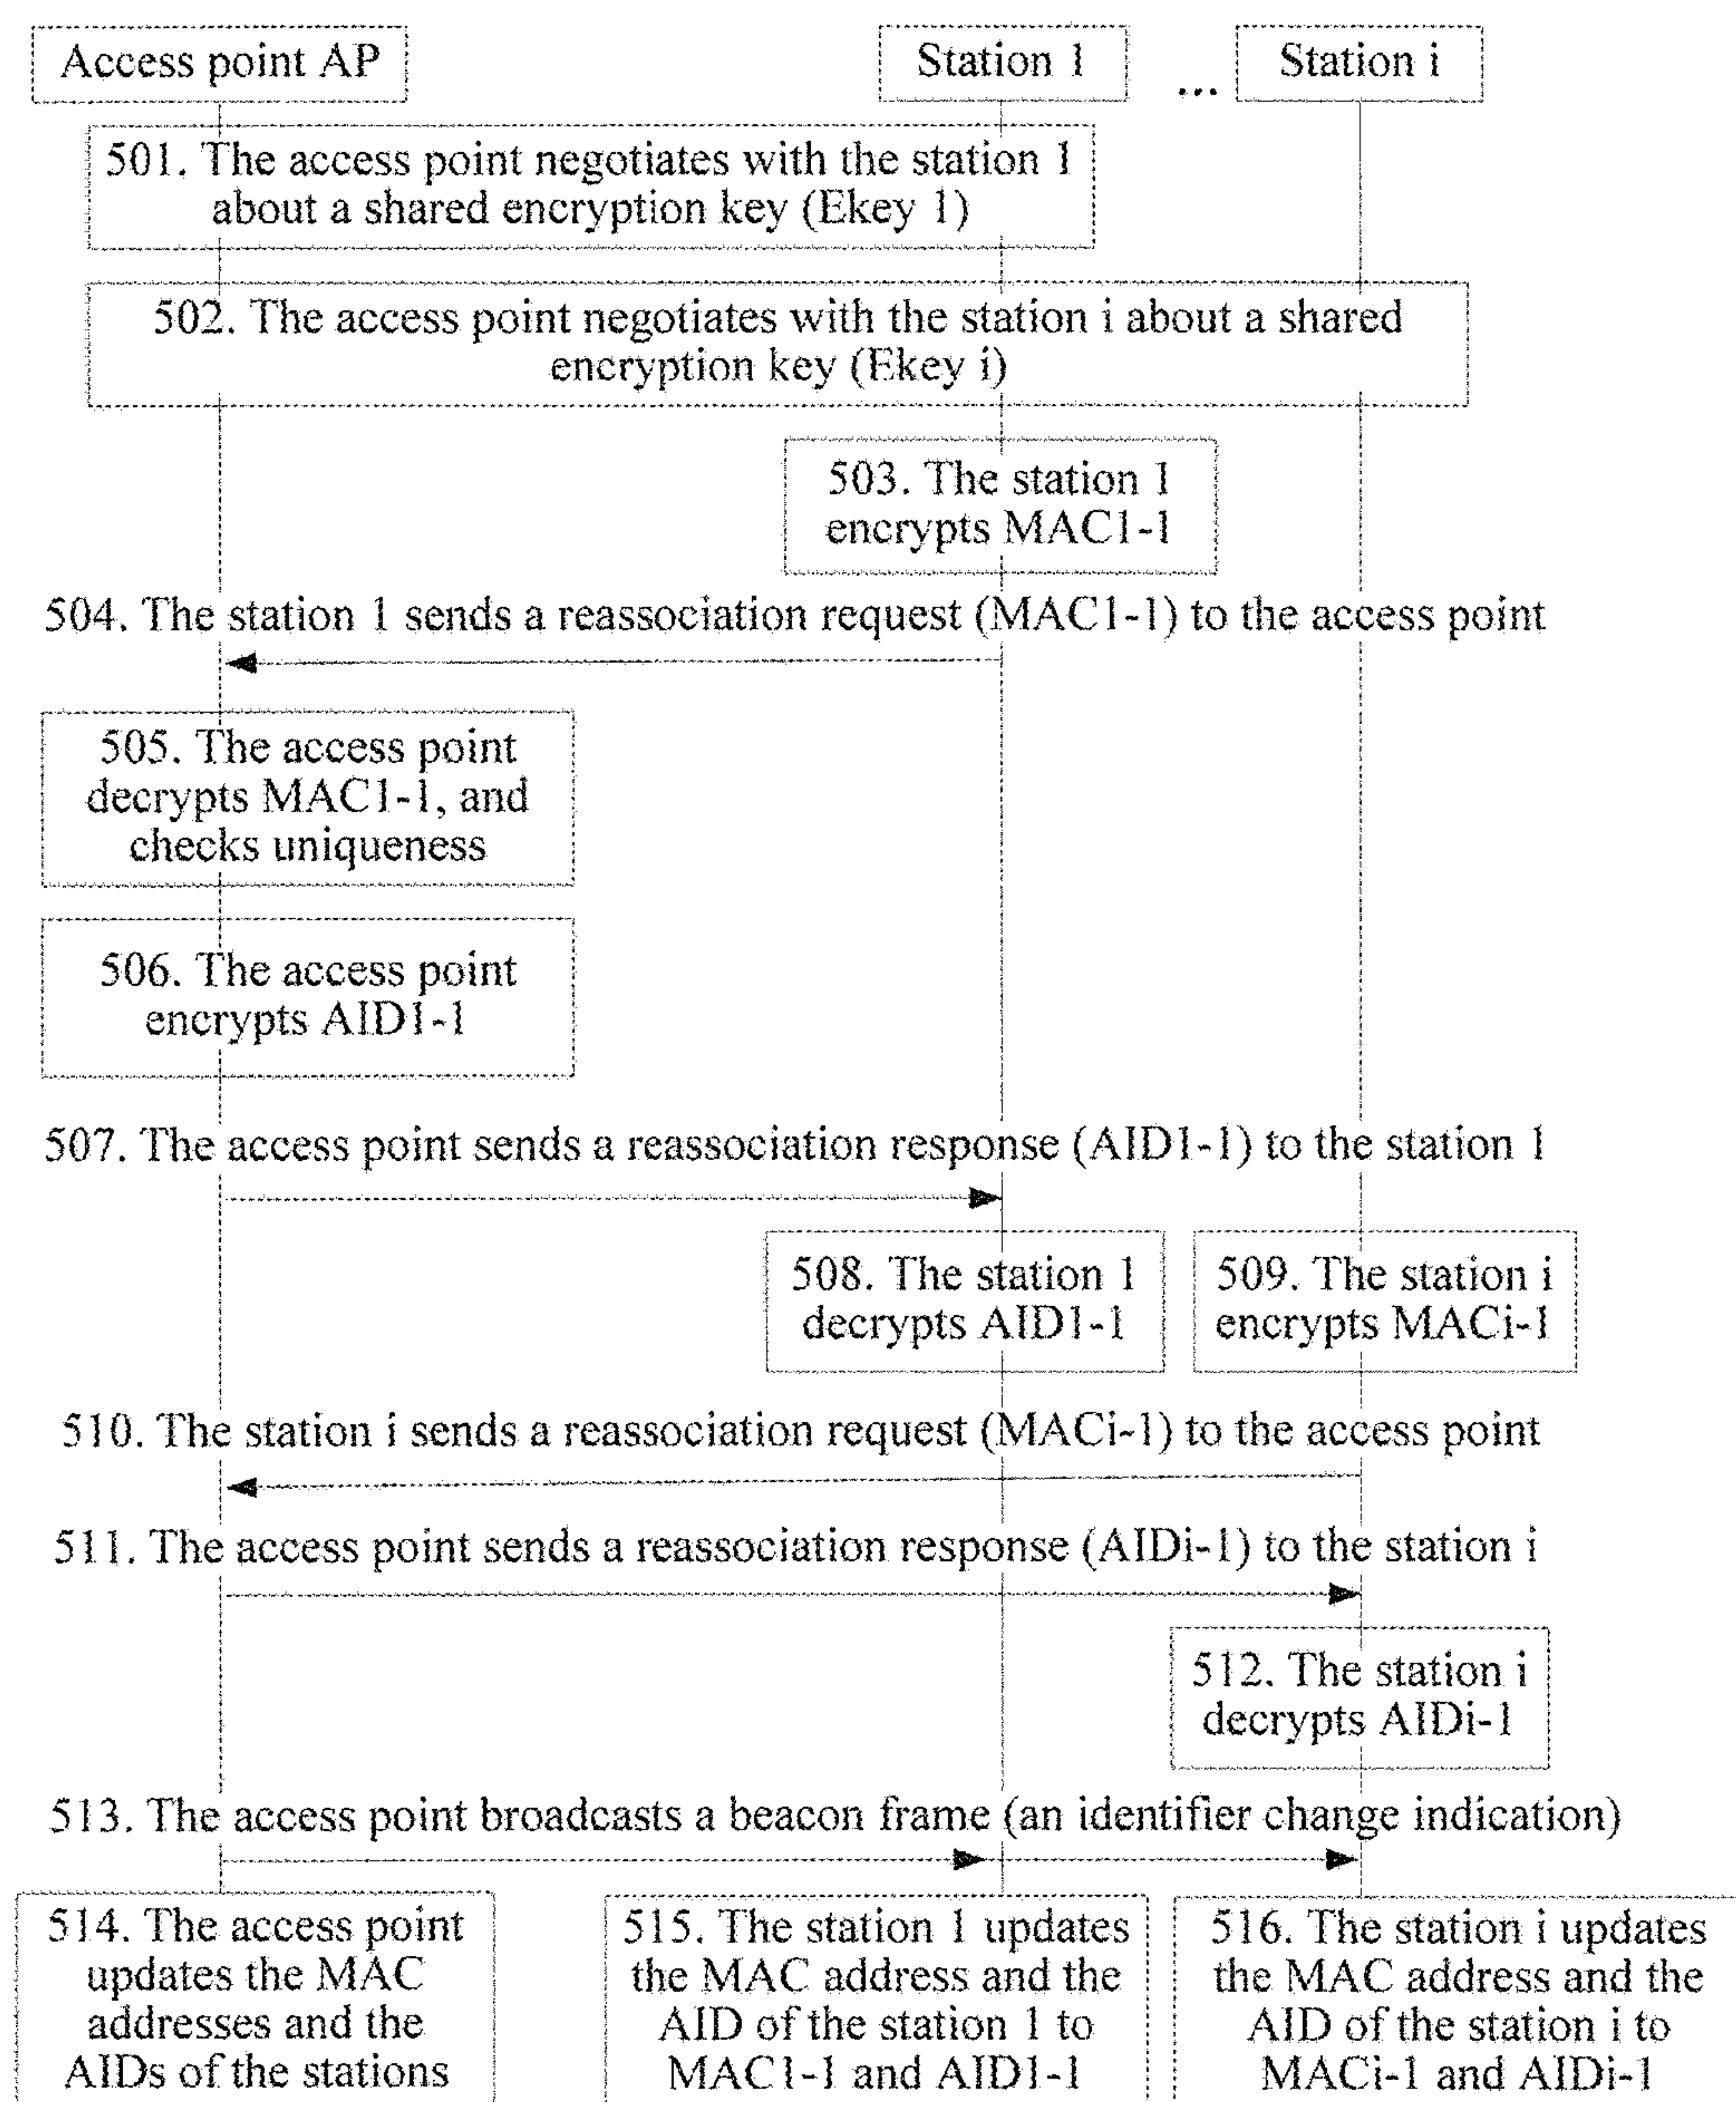 Access point AP
Station 1
...
Station i
501. The access point negotiates with the station 1
about a shared encryption key (Ekey 1)
502. The access point negotiates with the station i about a shared
encryption key (Ekey i)
503. The station 1
encrypts MAC1-1
504. The station 1 sends a reassociation request (MAC1-1) to the access point
505. The access point
decrypts MAC1-1, and
checks uniqueness
506. The access point
encrypts AID1-1
507. The access point sends a reassociation response (AID1-1) to the station 1
508. The station 1
decrypts AID1-1
509. The station i
encrypts MACi-1
510. The station i sends a reassociation request (MACi-1) to the access point
511. The access point sends a reassociation response (AIDi-1) to the station i
512. The station i
decrypts AIDi-1
513. The access point broadcasts a beacon frame (an identifier change indication)
514. The access point
updates the MAC
addresses and the
AIDs of the stations
515. The station 1 updates
the MAC address and the
AID of the station 1 to
MAC1-1 and AID1-1
516. The station i updates
the MAC address and the
AID of the station i to
MACi-1 and AIDi-1